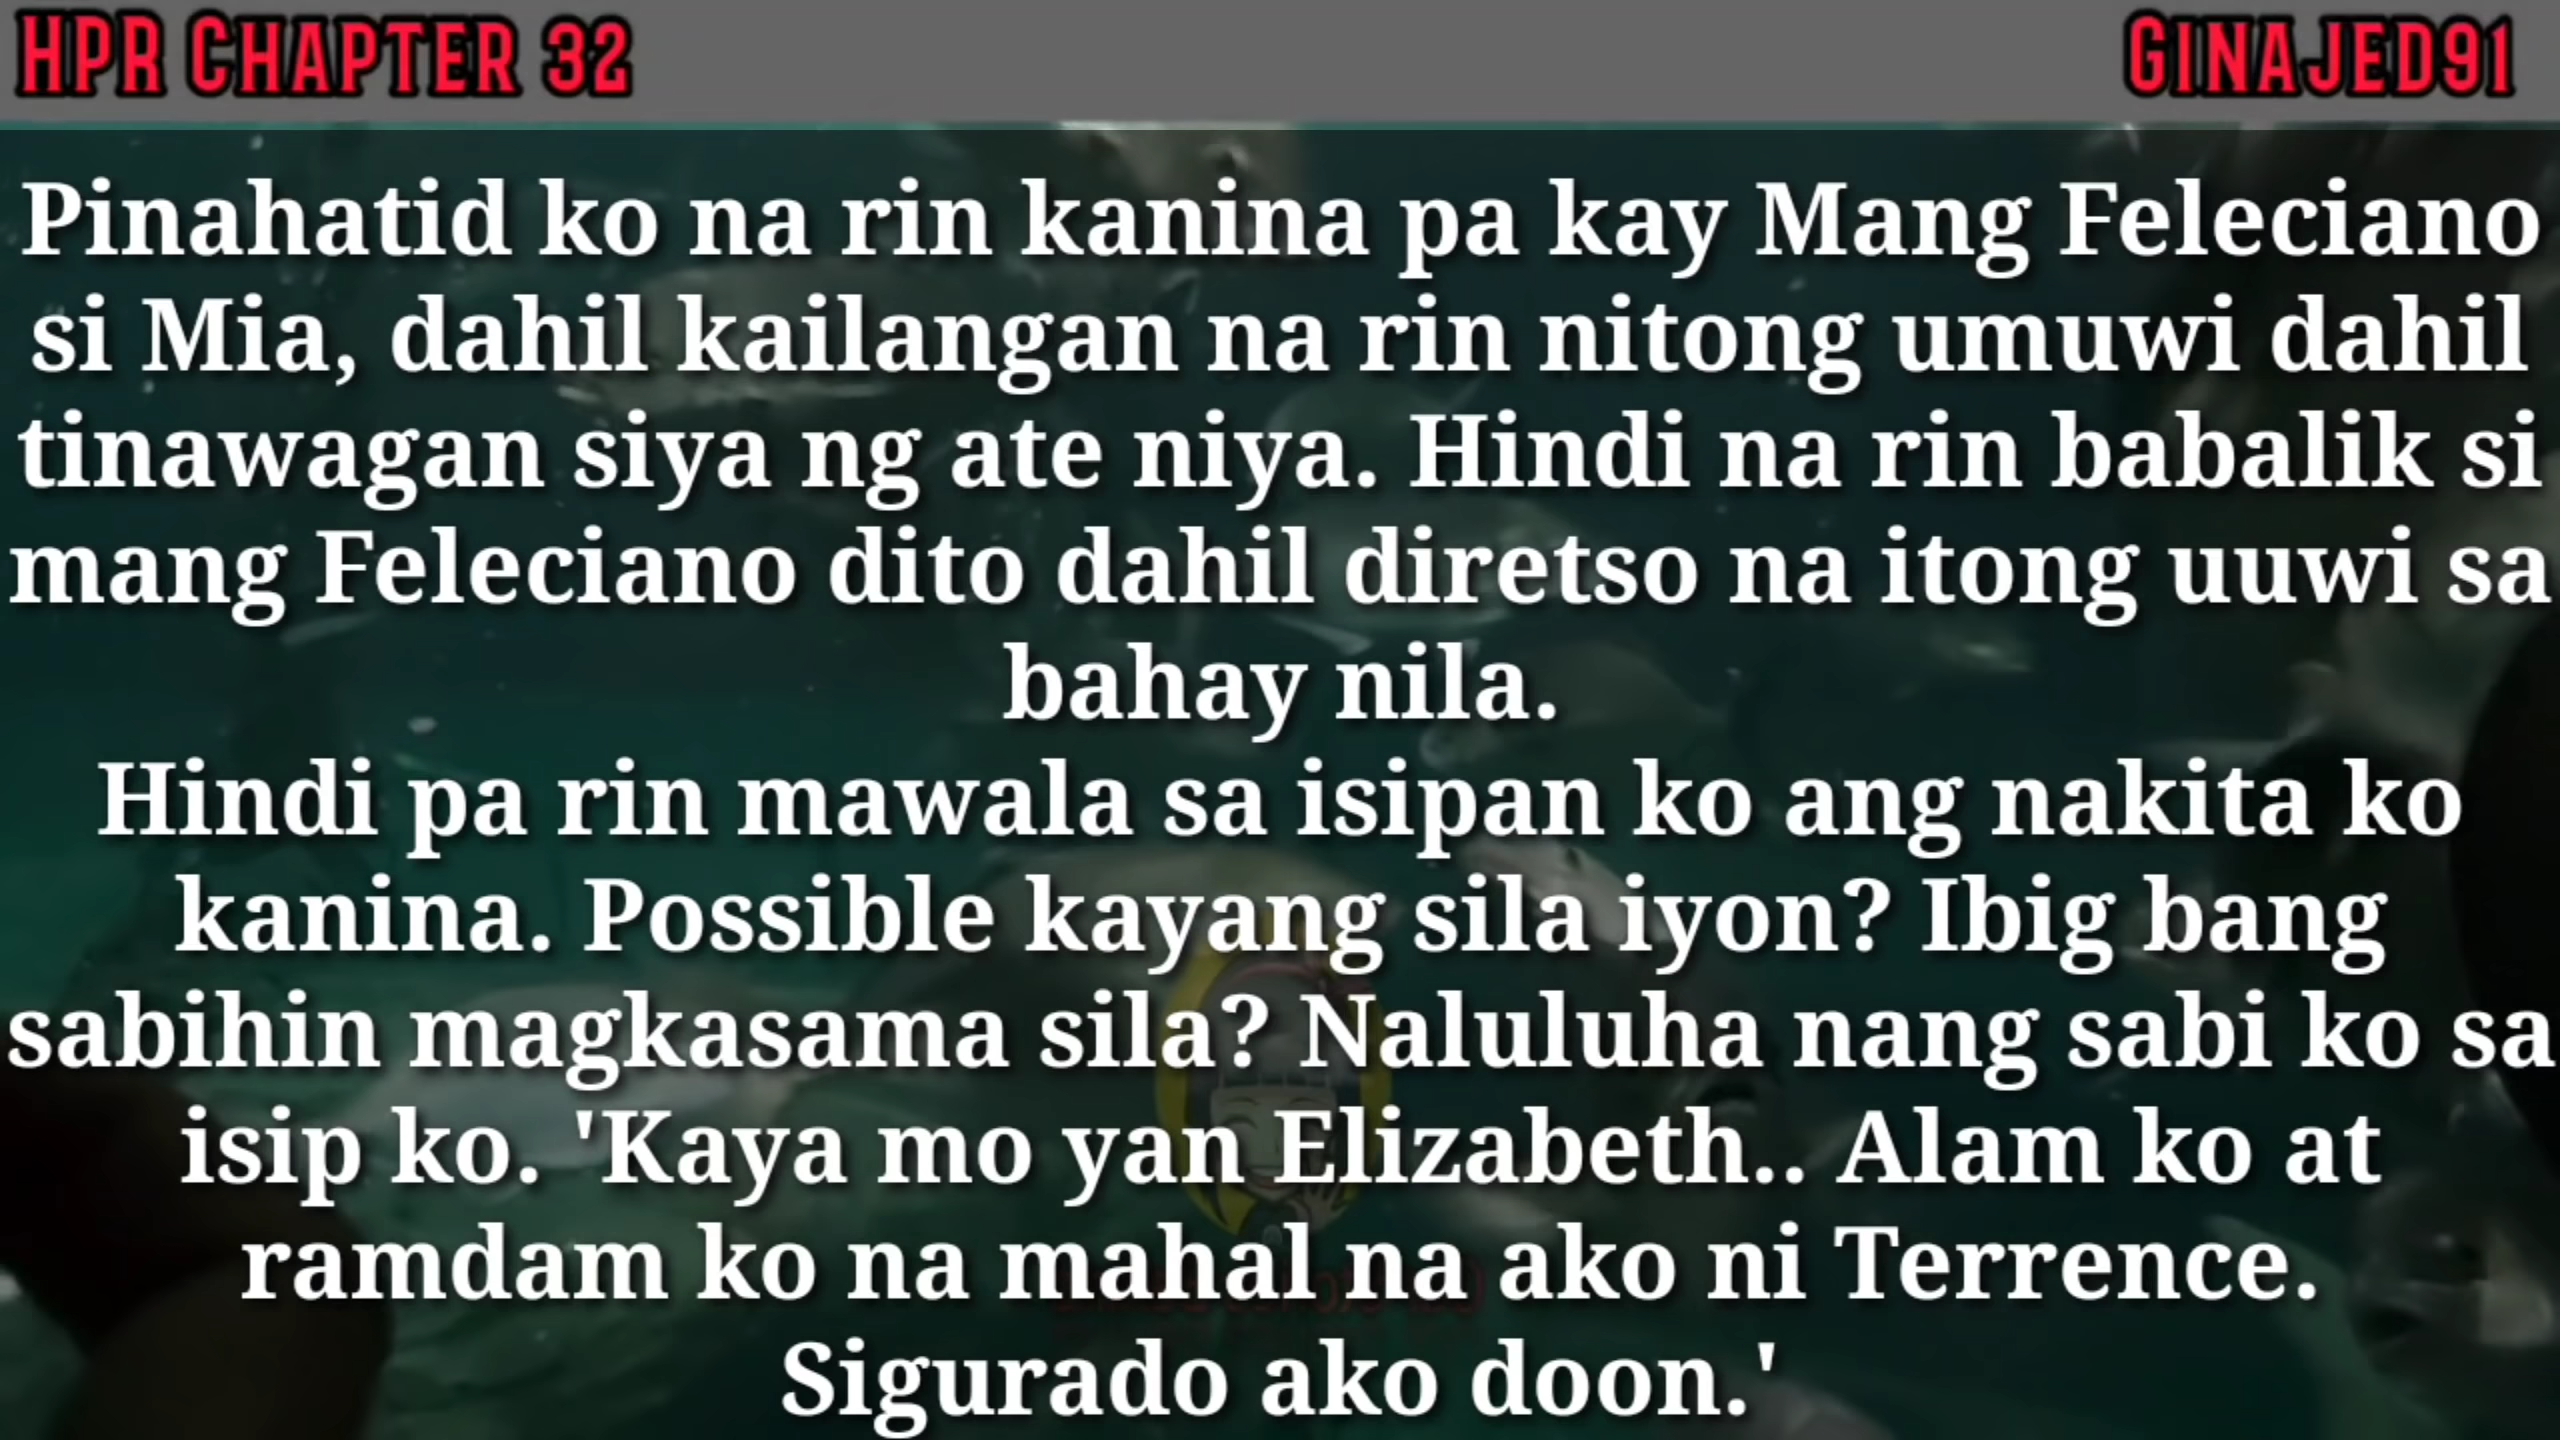 HPR Chapter 32
Ginajed91
Pinahatid ko na rin kanina pa kay Mang Feleciano
si Mia, dahil kailangan na rin nitong umuwi dahil
tinawagan siya ng ate niya. Hindi na rin babalik si
mang Feleciano dito dahil diretso na itong uuwi sa
bahay nila.
Hindi pa rin mawala sa isipan ko ang nakita ko
kanina. Possible kayang sila iyon? Ibig bang
sabihin magkasama sila? Naluluha nang sabi ko sa
isip ko. 'Kaya mo yan Elizabeth.. Alam ko at
ramdam ko na mahal na ako ni Terrence.
Sigurado ako doon.'